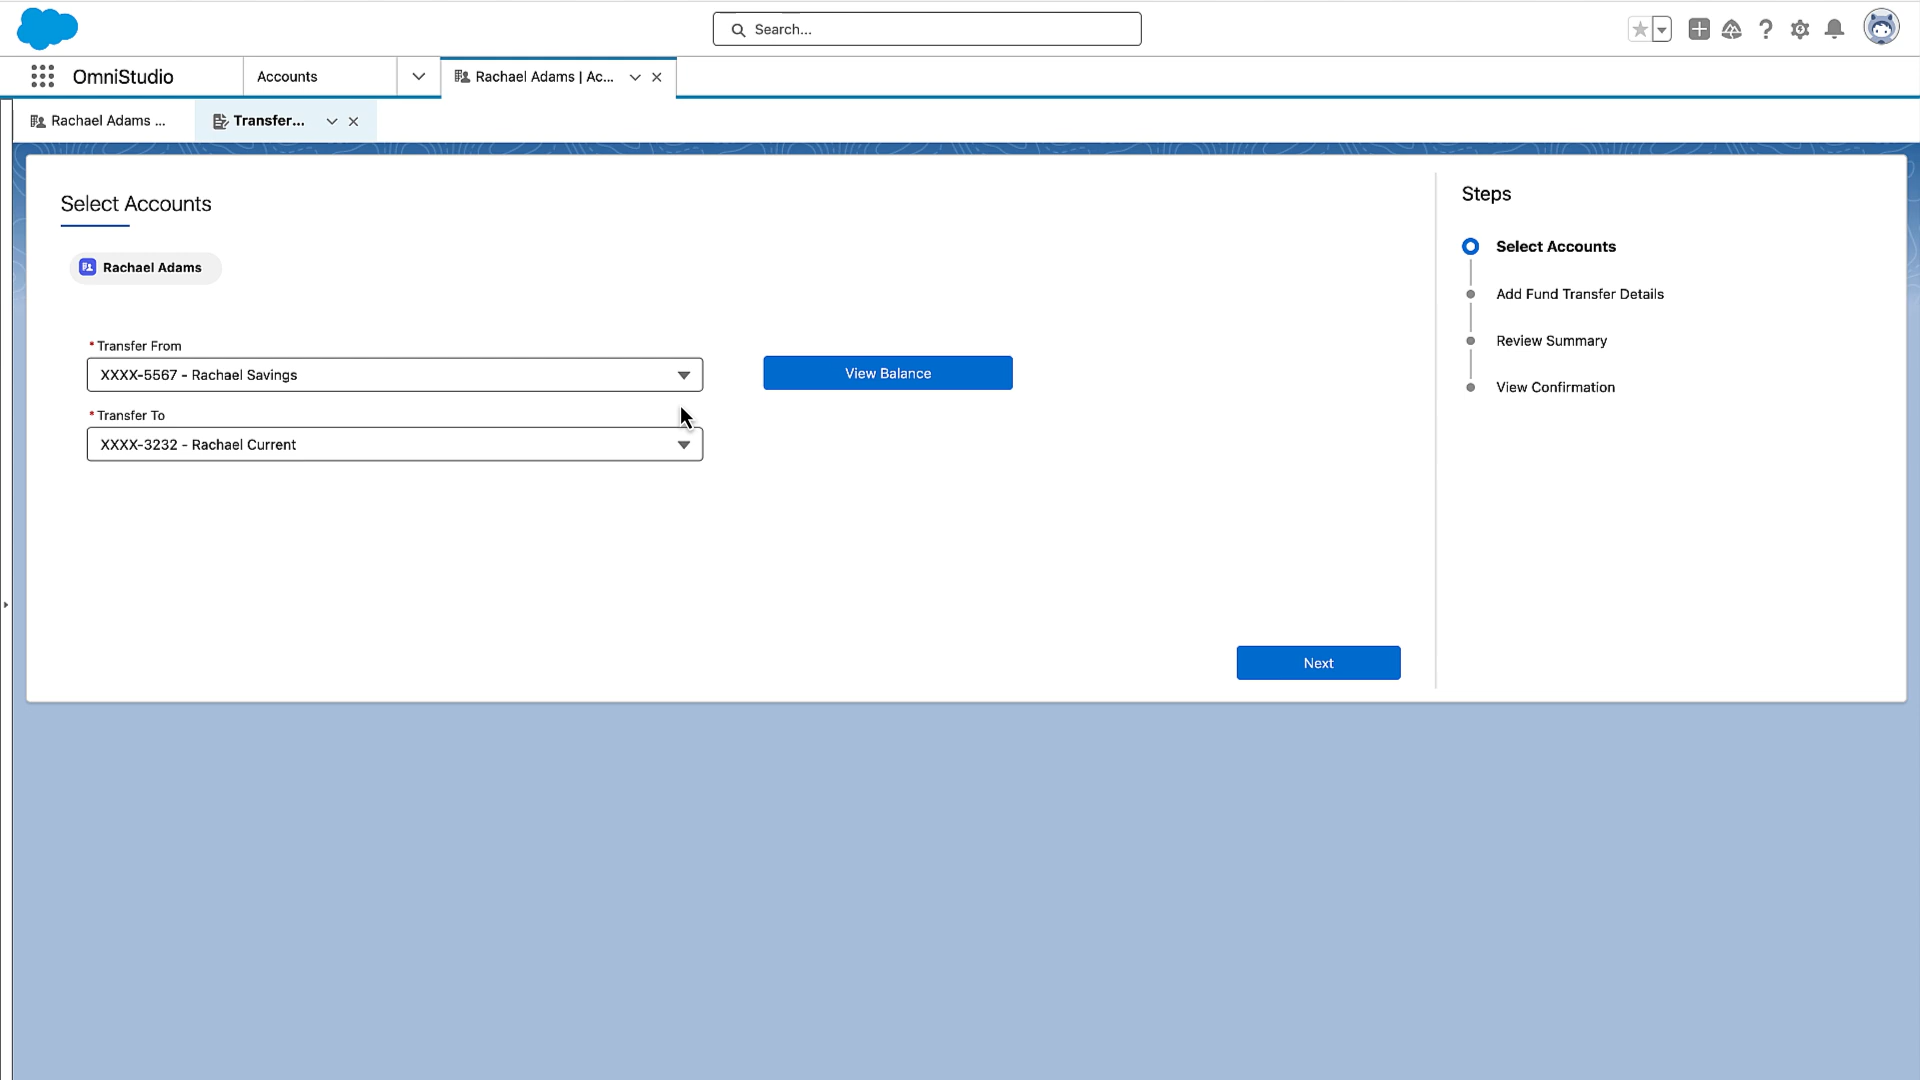 Search...
OmniStudio
Accounts
Rachael Adams | Ac...
Rachael Adams ...
Transfer...
Select Accounts
Rachael Adams
* Transfer From
XXXX-5567 - Rachael Savings
View Balance
* Transfer To
XXXX-3232 - Rachael Current
Next
Steps
Select Accounts
Add Fund Transfer Details
Review Summary
View Confirmation